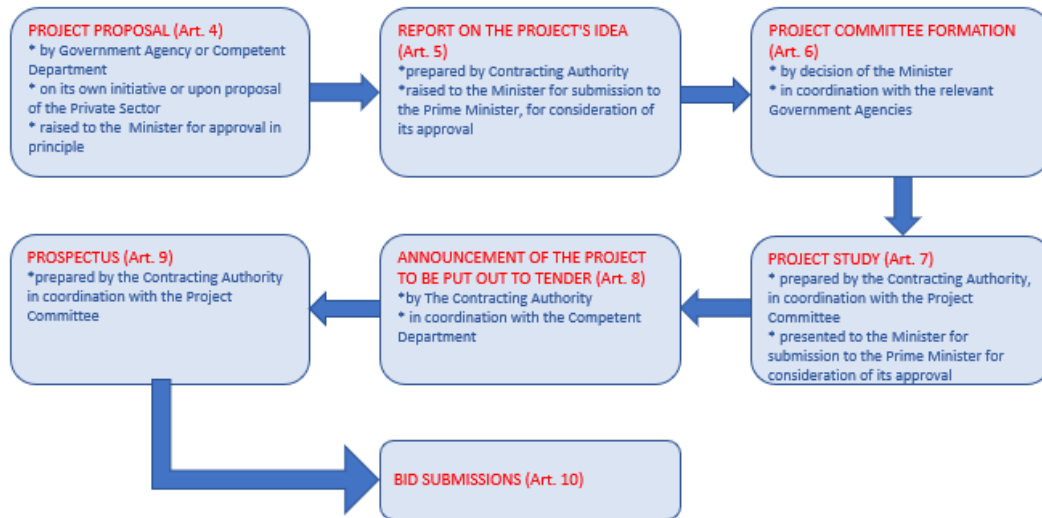 PROJECT PROPOSAL (Art. 4)
* by Government Agency or Competent
Department
* on its own initiative or upon proposal
of the Private Sector
* raised to the  Minister for approval in
principle
REPORT ON THE PROJECT'S IDEA
(Art. 5)
*prepared by Contracting Authority
*raised to the Minister for submission to
the Prime Minister, for consideration of
its approval
PROJECT COMMITTEE FORMATION
(Art. 6)
* by decision of the Minister
* in coordination with the relevant
Government Agencies
PROJECT STUDY (Art. 7)
* prepared by the Contracting Authority,
in coordination with the Project
Committee
* presented to the Minister for
submission to the Prime Minister for
consideration of its approval
ANNOUNCEMENT OF THE PROJECT
TO BE PUT OUT TO TENDER (Art. 8)
*by The Contracting Authority
* in coordination with the Competent
Department
PROSPECTUS (Art. 9)
*prepared by the Contracting Authority
in coordination with the Project
Committee
BID SUBMISSIONS (Art. 10)